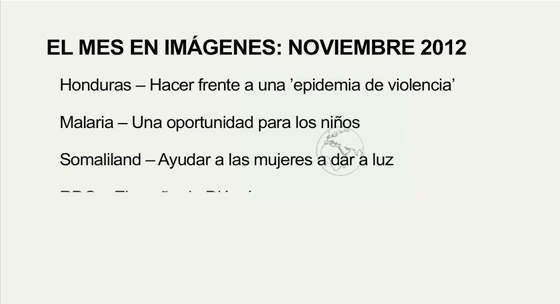 EL MES EN IMÁGENES: NOVIEMBRE 2012
Honduras – Hacer frente a una ’epidemia de violencia’
Malaria – Una oportunidad para los niños
Somaliland – Ayudar a las mujeres a dar a luz